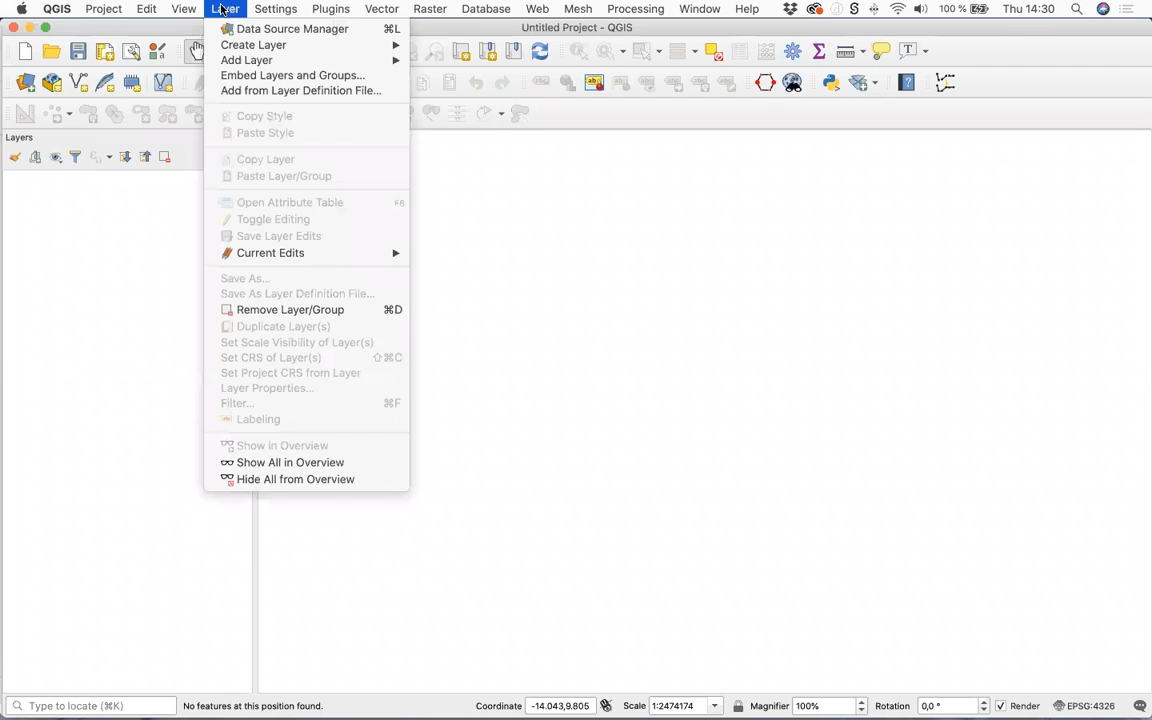 QGIS Project Edit View Layer Settings Plugins Vector Raster Database Web Mesh Processing Window Help 100 % Thu 14:30
Untitled Project - QGIS
Data Source Manager ⌘L
Create Layer
Add Layer
Embed Layers and Groups...
Add from Layer Definition File...
Copy Style
Paste Style
Copy Layer
Paste Layer/Group
Open Attribute Table F6
Toggle Editing
Save Layer Edits
Current Edits
Save As...
Save As Layer Definition File...
Remove Layer/Group ⌘D
Duplicate Layer(s)
Set Scale Visibility of Layer(s)
Set CRS of Layer(s) ⇧⌘C
Set Project CRS from Layer
Layer Properties...
Filter... ⌘F
Labeling
Show in Overview
Show All in Overview
Hide All from Overview
Layers
Type to locate (⌘K) No features at this position found. Coordinate -14.043,9.805 Scale 1:2474174 Magnifier 100% Rotation 0,0 ° Render EPSG:4326